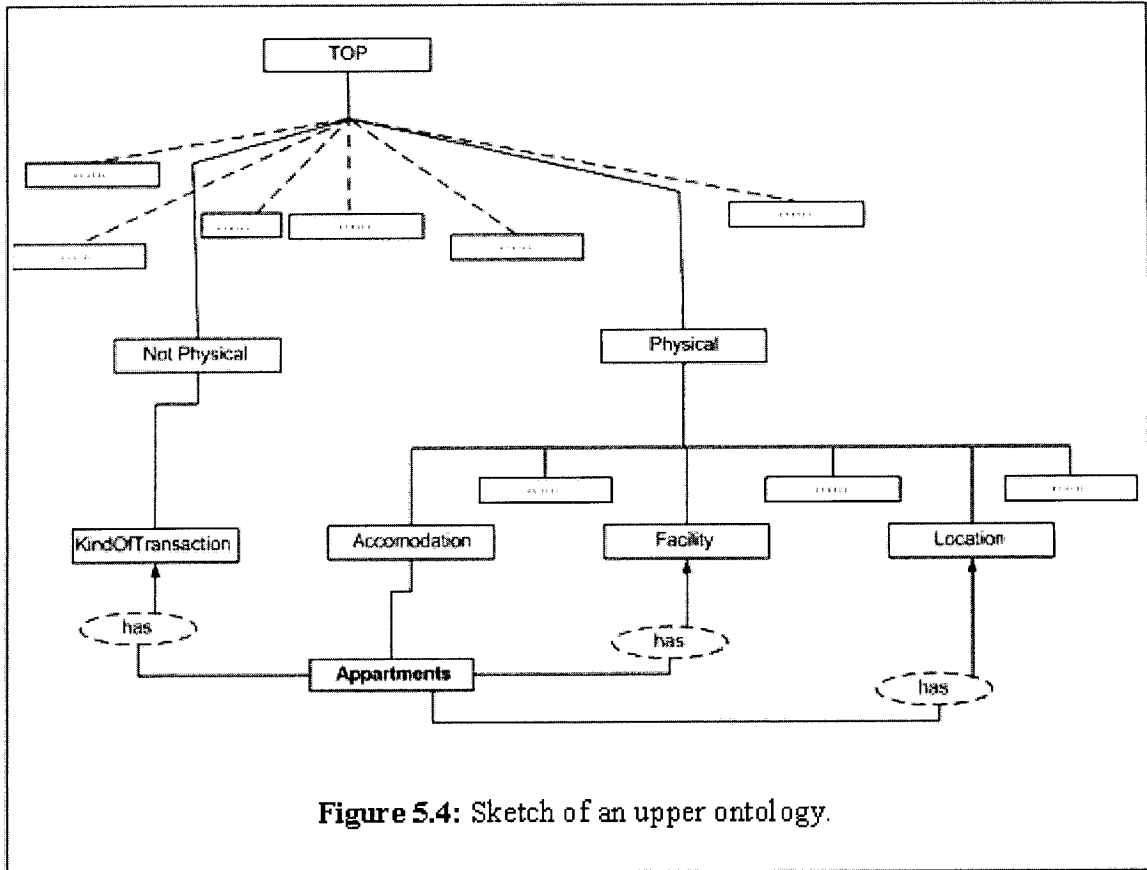 TOP
Not Physical
Physical
KindOfTransaction
Accomodation
Facility
Location
has
has
has
Appartments
Figure 5.4: Sketch of an upper ontology.